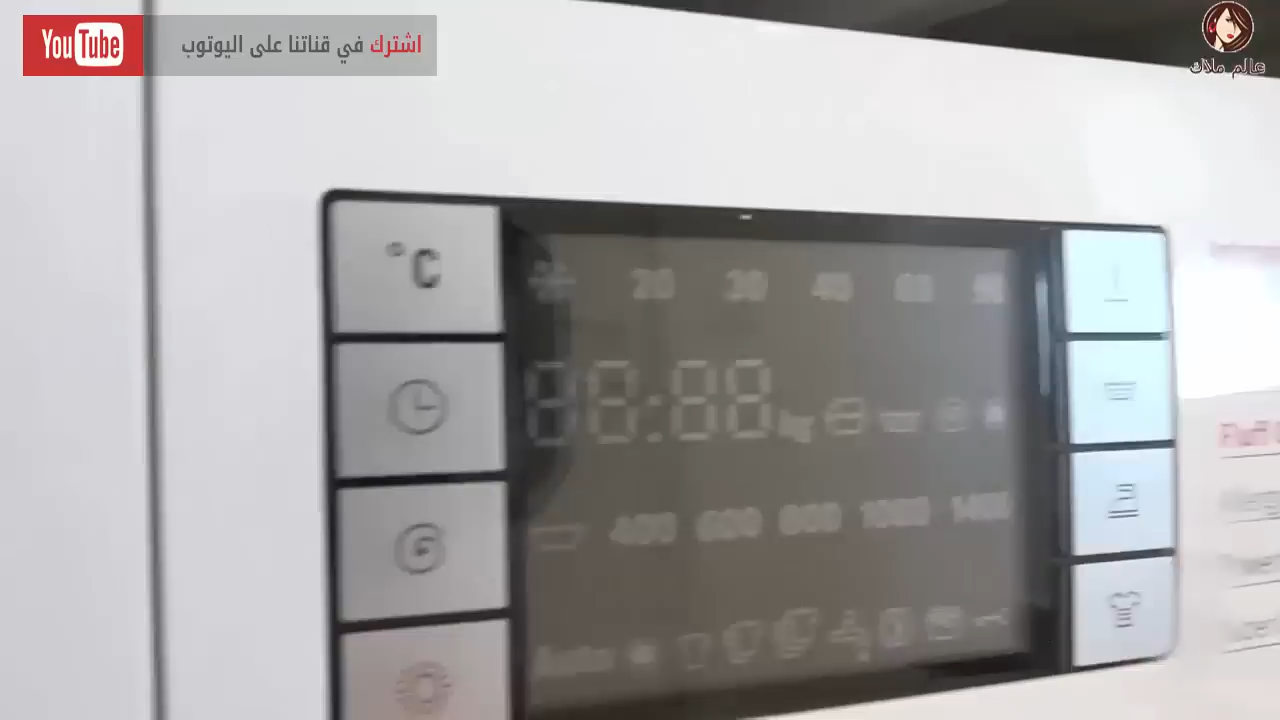 YouTube
اشترك في قناتنا على اليوتوب
عالم ملاك
°C
20 30 40 60 90
88:88 kg
400 600 800 1000 1400
Auto
Fluff